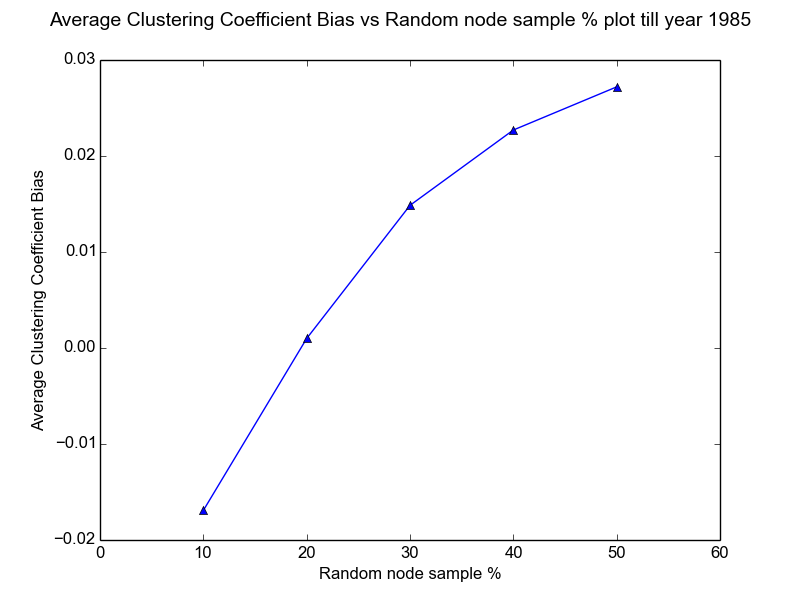 Average Clustering Coefficient Bias vs Random node sample % plot till year 1985
0.03
0.02
0.01
0.00
−0.01
−0.02
Average Clustering Coefficient Bias
0 10 20 30 40 50 60
Random node sample %